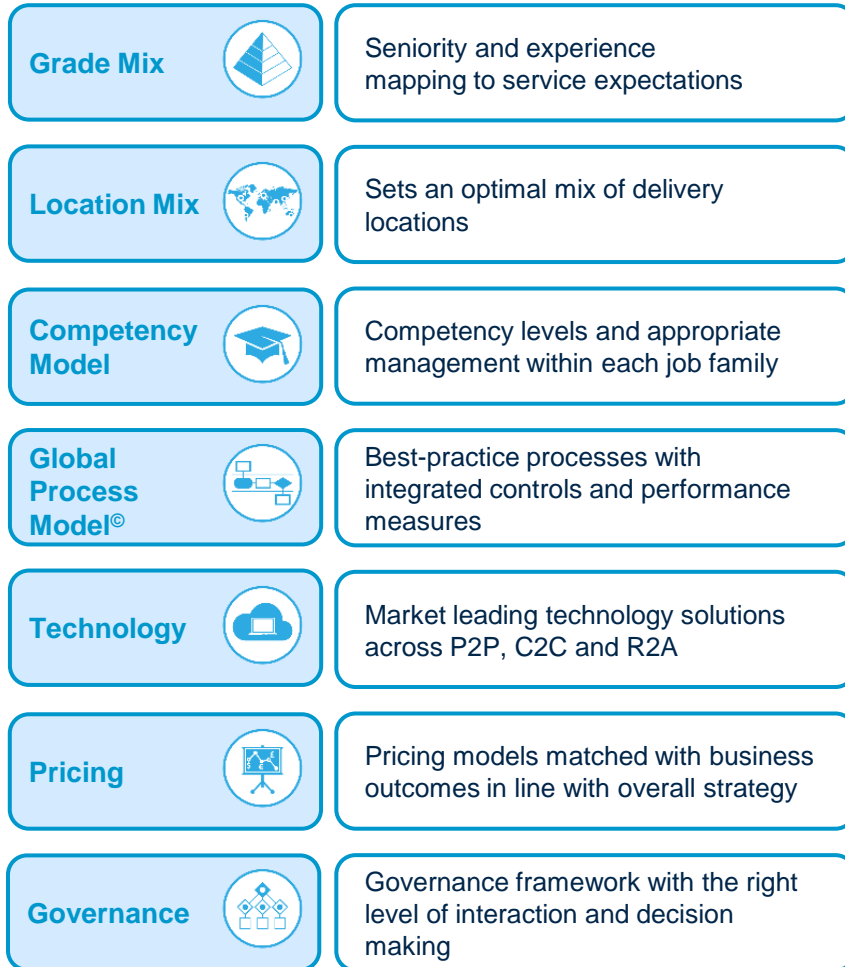 Grade Mix
Seniority and experience
mapping to service expectations
Location Mix
Sets an optimal mix of delivery
locations
Competency
Model
Competency levels and appropriate
management within each job family
Global
Process
Model©
Best-practice processes with
integrated controls and performance
measures
Technology
Market leading technology solutions
across P2P, C2C and R2A
Pricing
Pricing models matched with business
outcomes in line with overall strategy
Governance
Governance framework with the right
level of interaction and decision
making